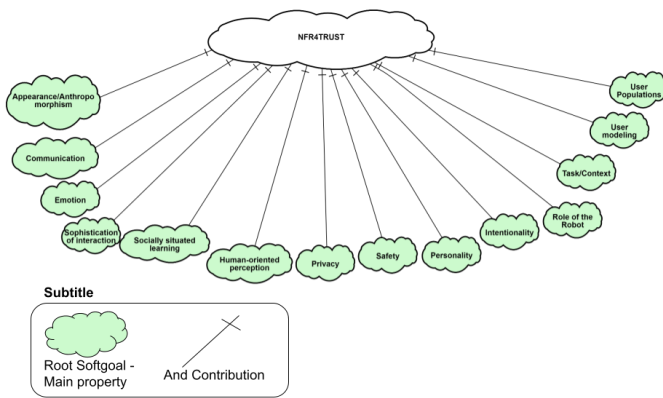 NFR4TRUST
Appearance/Anthropo
morphism
Communication
Emotion
Sophistication
of interaction
Socially situated
learning
Human-oriented
perception
Privacy
Safety
Personality
Intentionality
Role of the
Robot
Task/Context
User
modeling
User
Populations
Subtitle
Root Softgoal -
Main property
And Contribution